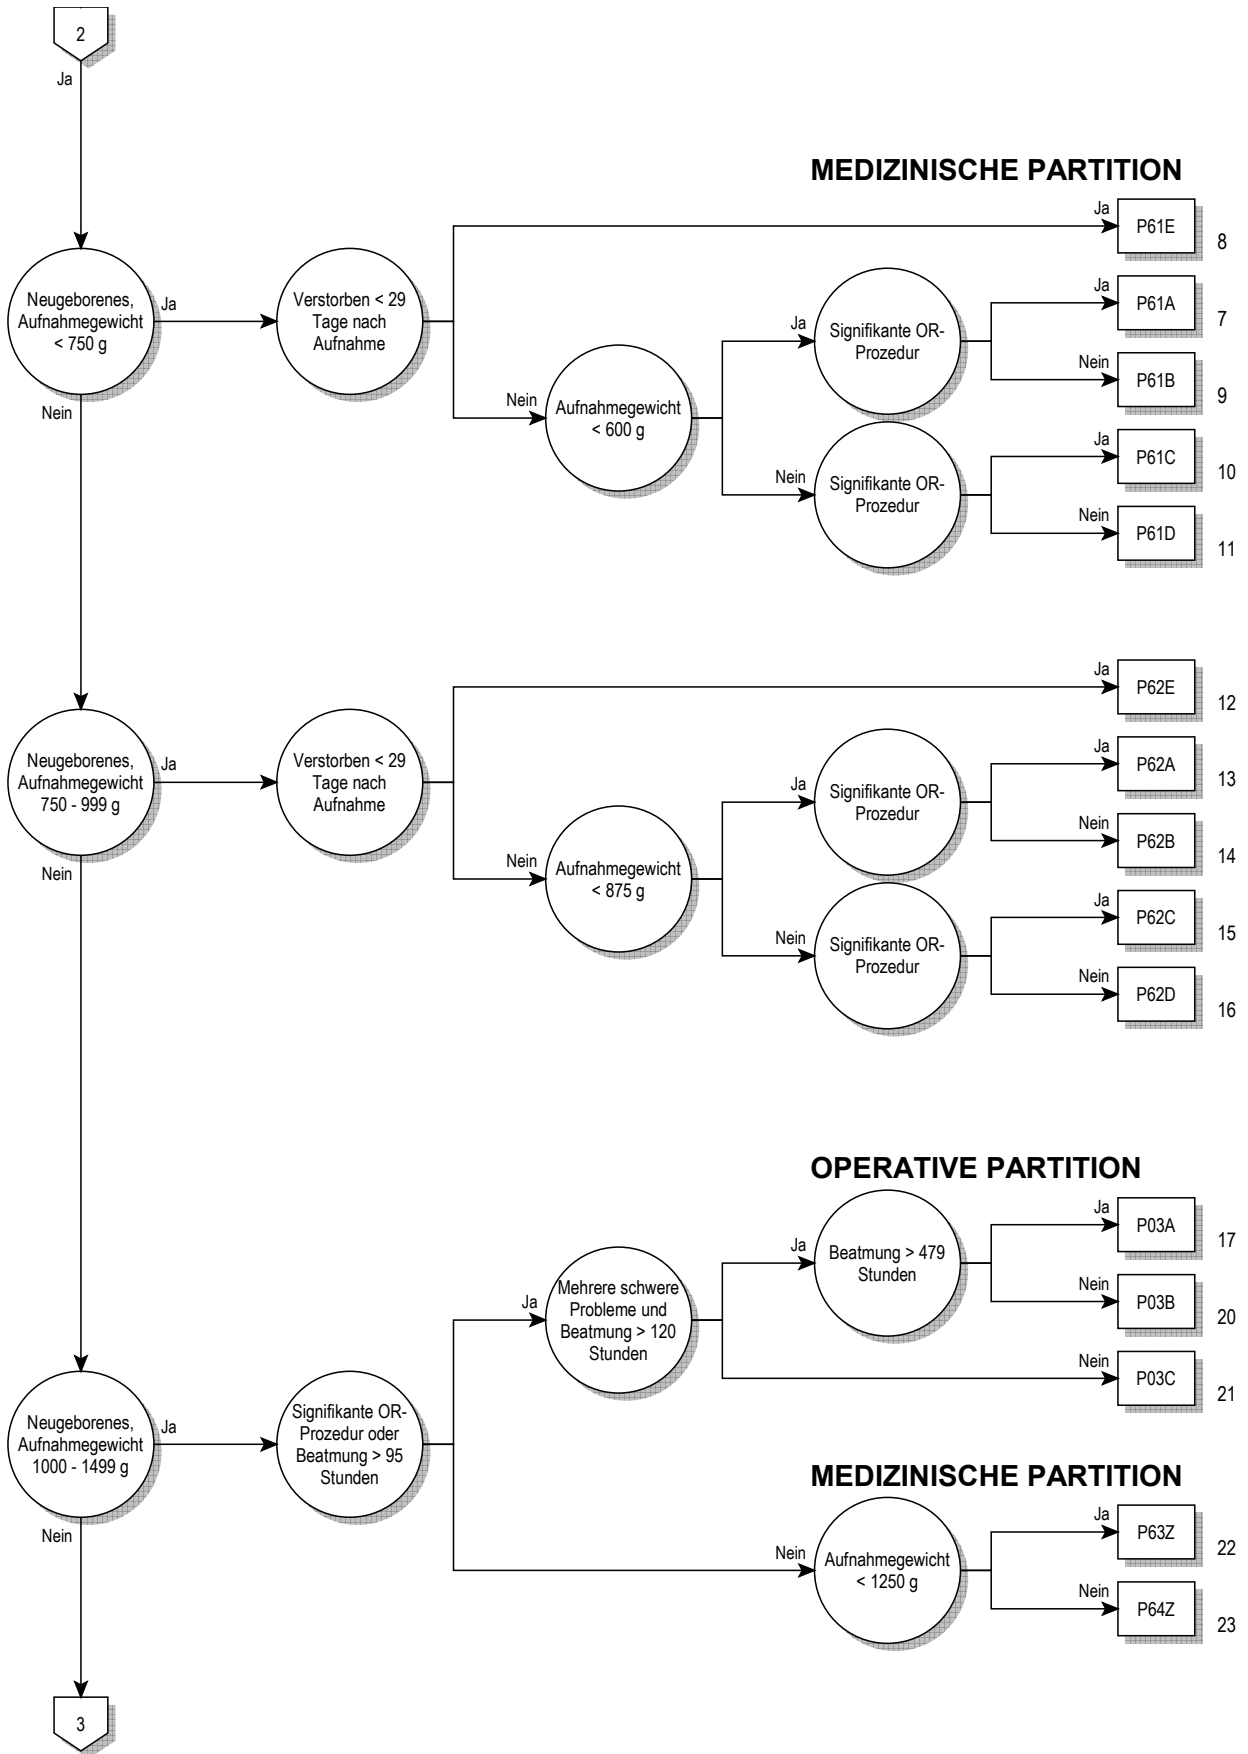 2
Ja
MEDIZINISCHE PARTITION
Ja
P61E
8
Neugeborenes,
Aufnahmegewicht
< 750 g
Ja
Verstorben < 29
Tage nach
Aufnahme
Nein
Nein
Aufnahmegewicht
< 600 g
Ja
Signifikante OR-
Prozedur
Ja
P61A
7
Nein
P61B
9
Nein
Signifikante OR-
Prozedur
Ja
P61C
10
Nein
P61D
11
Ja
P62E
12
Neugeborenes,
Aufnahmegewicht
750 - 999 g
Ja
Verstorben < 29
Tage nach
Aufnahme
Nein
Nein
Aufnahmegewicht
< 875 g
Ja
Signifikante OR-
Prozedur
Ja
P62A
13
Nein
P62B
14
Nein
Signifikante OR-
Prozedur
Ja
P62C
15
Nein
P62D
16
OPERATIVE PARTITION
Neugeborenes,
Aufnahmegewicht
1000 - 1499 g
Ja
Signifikante OR-
Prozedur oder
Beatmung > 95
Stunden
Ja
Mehrere schwere
Probleme und
Beatmung > 120
Stunden
Ja
Beatmung > 479
Stunden
Ja
P03A
17
Nein
P03B
20
Nein
P03C
21
MEDIZINISCHE PARTITION
Nein
Aufnahmegewicht
< 1250 g
Ja
P63Z
22
Nein
P64Z
23
Nein
3